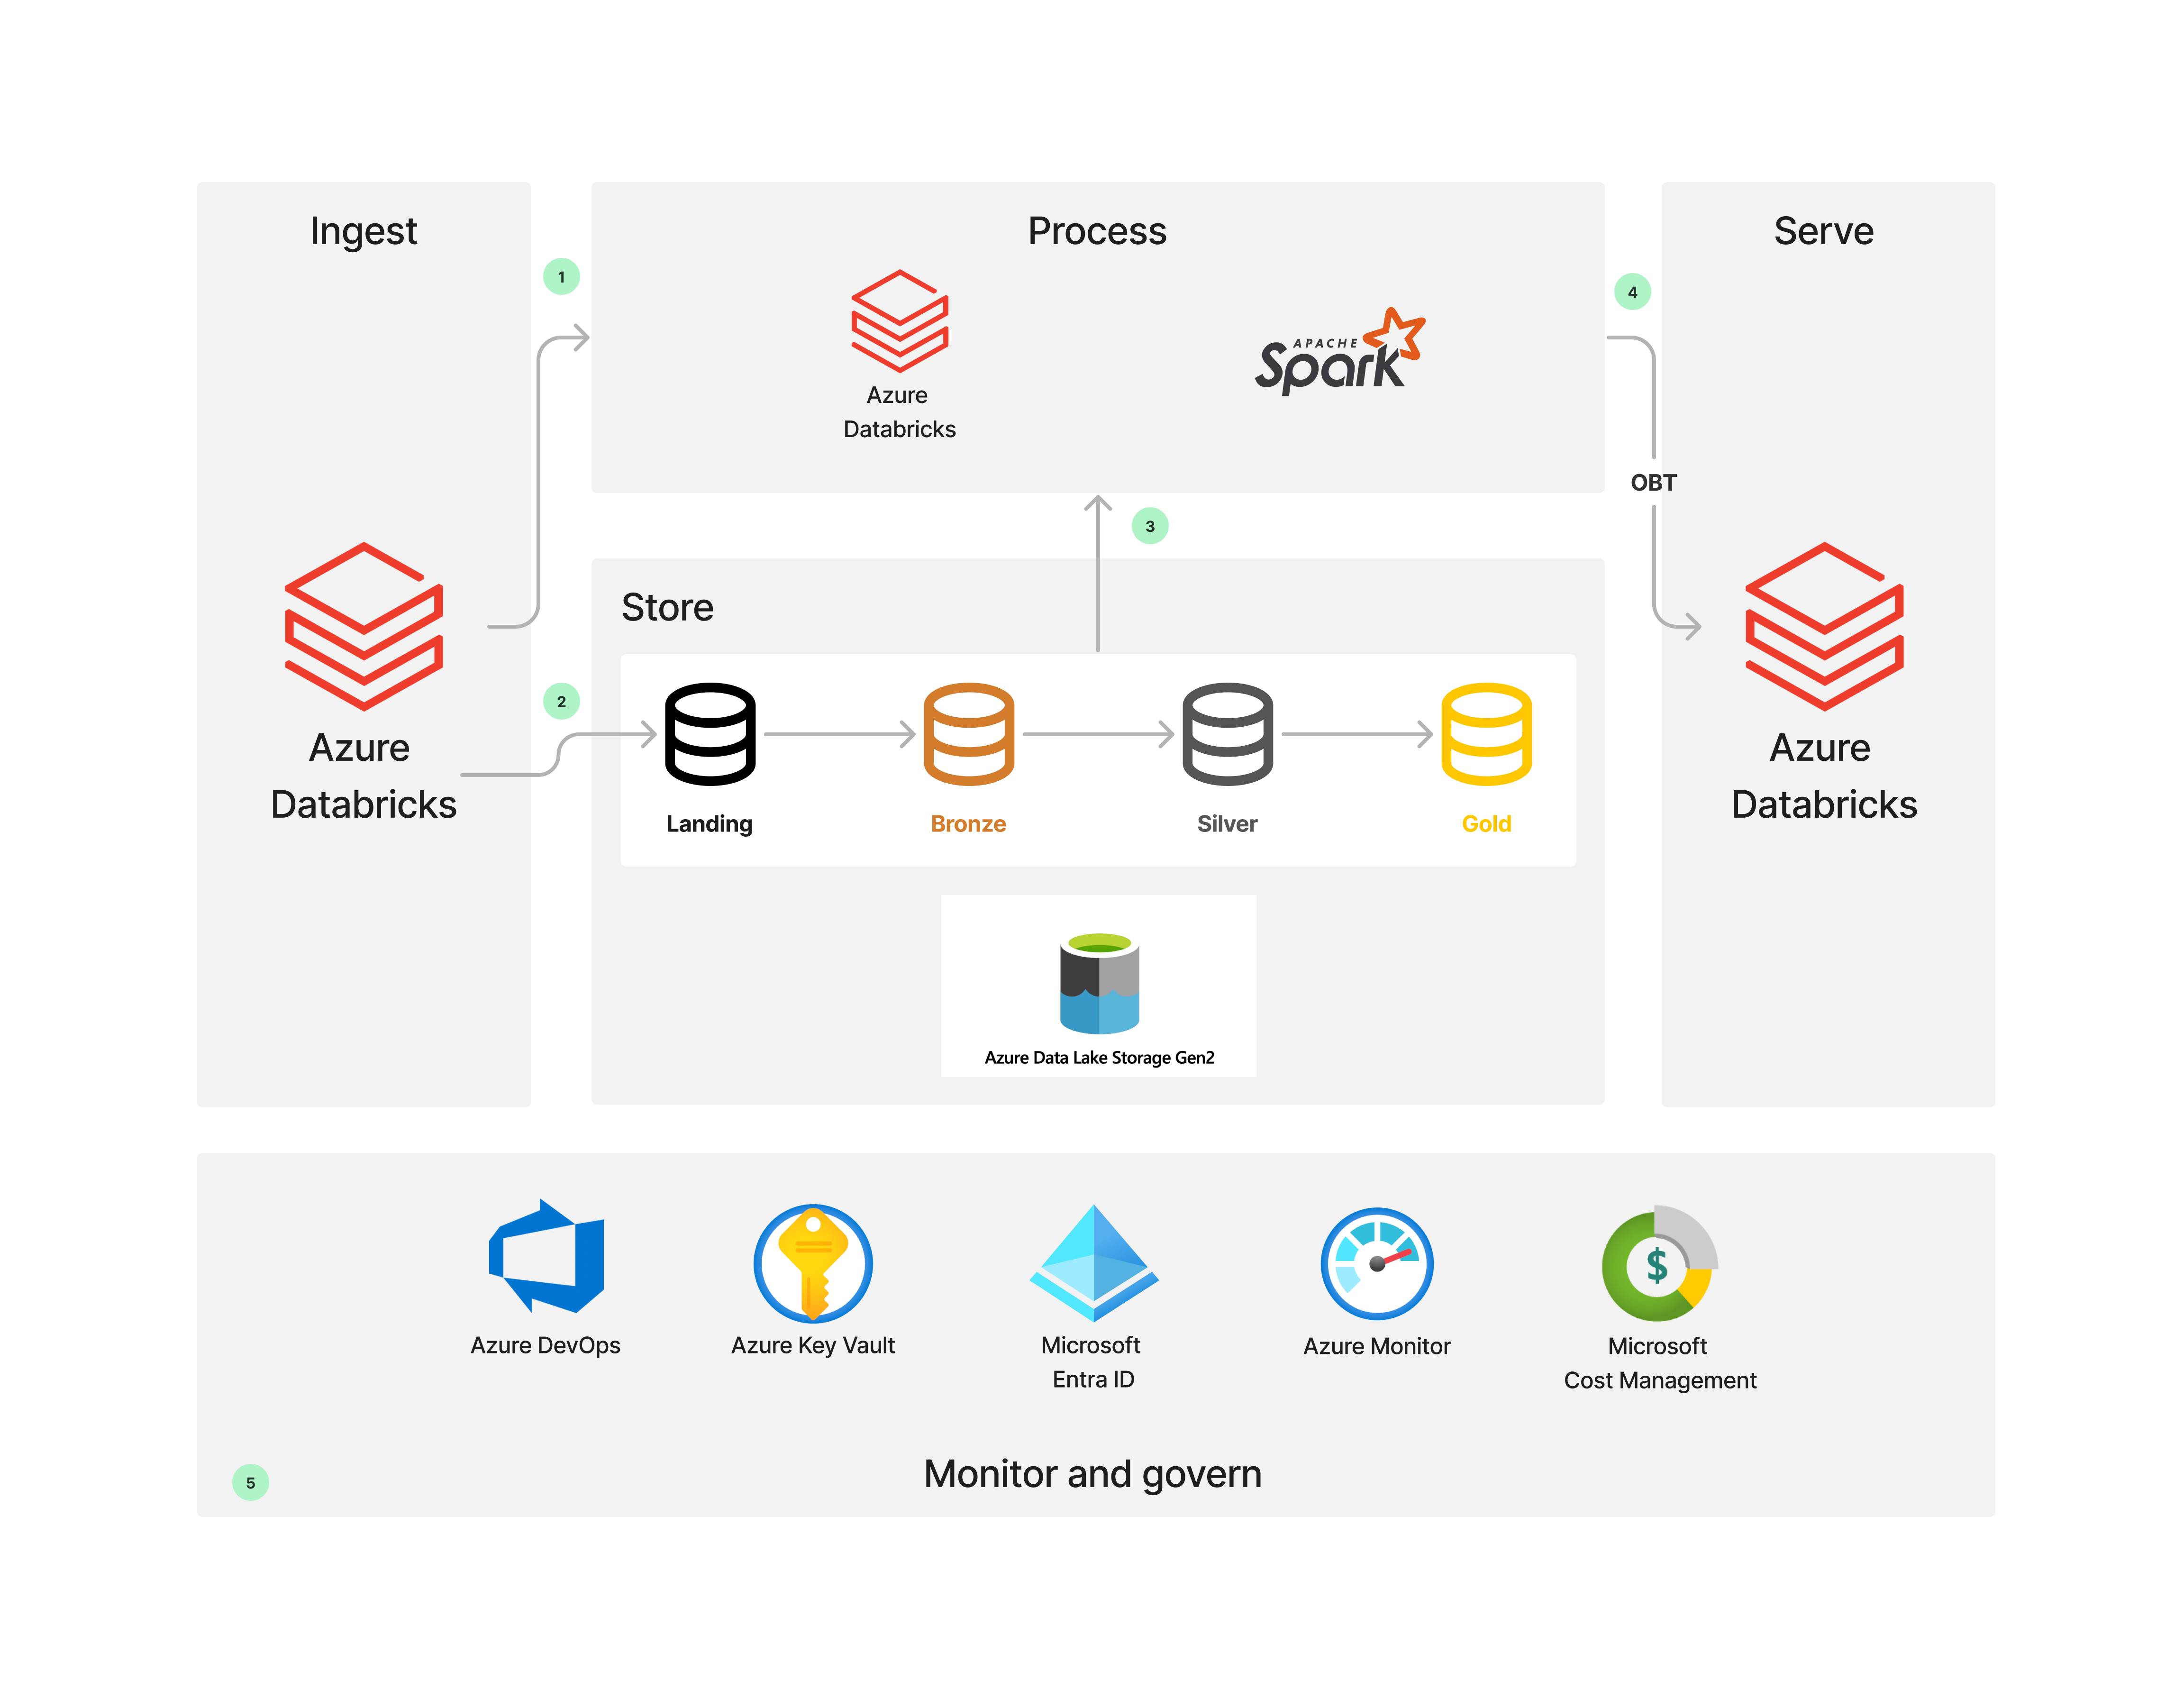 Ingest
Process
Serve
1
4
APACHE
Spark
Azure
Databricks
OBT
3
Store
2
Azure
Databricks
Landing
Bronze
Silver
Gold
Azure
Databricks
Azure Data Lake Storage Gen2
$
Azure DevOps
Azure Key Vault
Microsoft
Entra ID
Azure Monitor
Microsoft
Cost Management
Monitor and govern
5